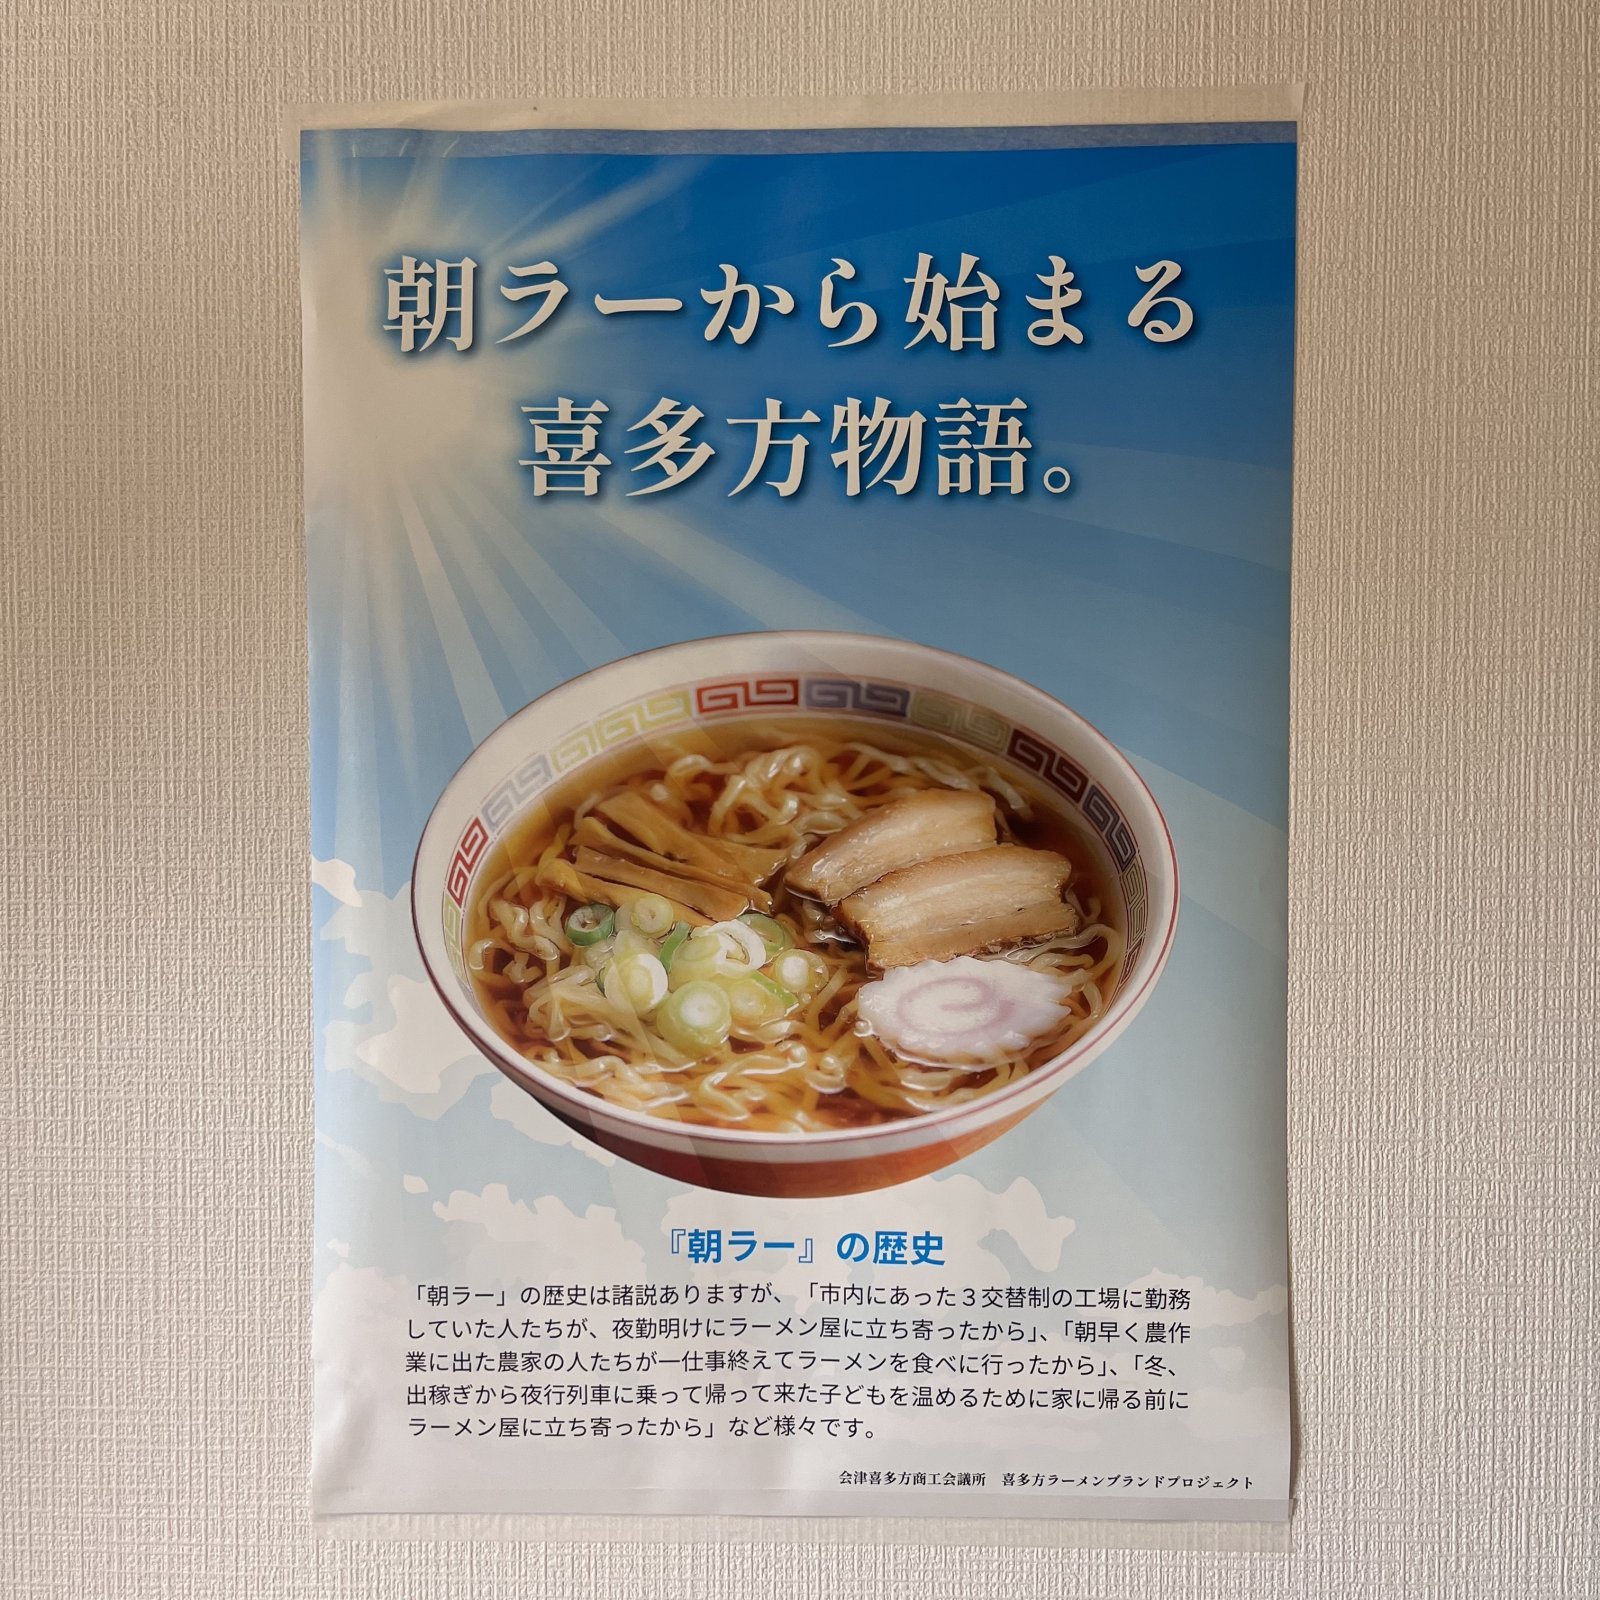 朝ラーから始まる
喜多方物語。
『朝ラー』の歴史
「朝ラー」の歴史は諸説ありますが、「市内にあった３交替制の工場に勤務
していた人たちが、夜勤明けにラーメン屋に立ち寄ったから」、「朝早く農作
業に出た農家の人たちが一仕事終えてラーメンを食べに行ったから」、「冬、
出稼ぎから夜行列車に乗って帰って来た子どもを温めるために家に帰る前に
ラーメン屋に立ち寄ったから」など様々です。
会津喜多方商工会議所　喜多方ラーメンブランドプロジェクト